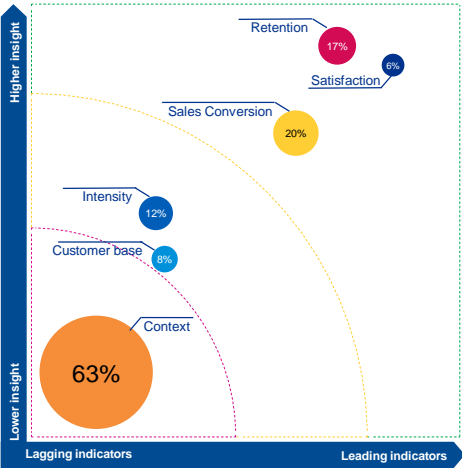 Higher insight
Retention
17%
6%
Satisfaction
Sales Conversion
20%
Intensity
12%
Customer base
8%
Context
63%
Lower insight
Lagging indicators
Leading indicators